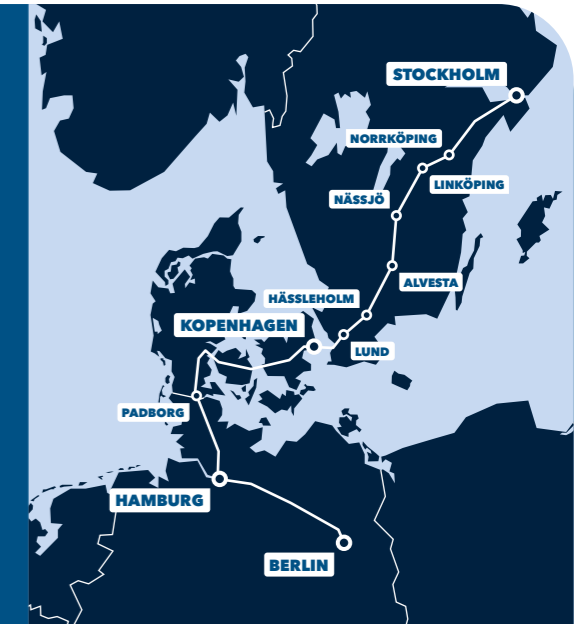 STOCKHOLM
NORRKÖPING
LINKÖPING
NÄSSJÖ
ALVESTA
HÄSSLEHOLM
KOPENHAGEN
LUND
PADBORG
HAMBURG
BERLIN